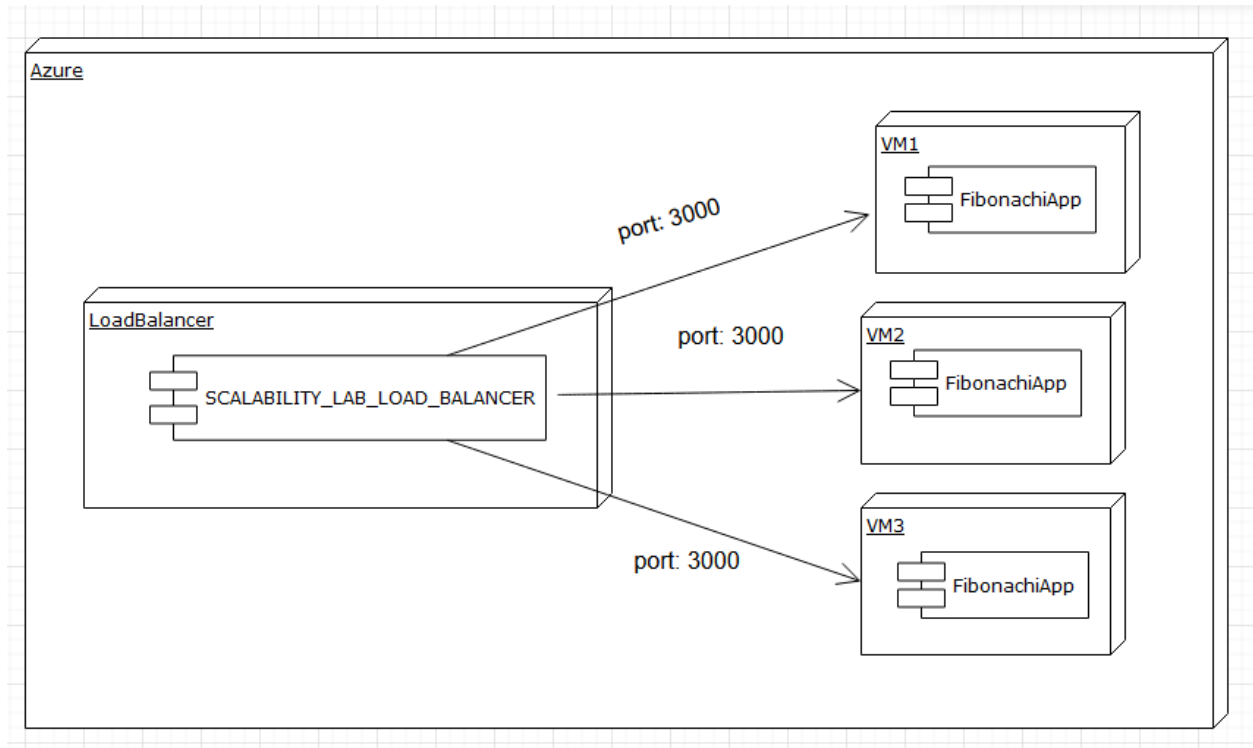 Azure
VM1
FibonachiApp
port: 3000
LoadBalancer
SCALABILITY_LAB_LOAD_BALANCER
port: 3000
VM2
FibonachiApp
port: 3000
VM3
FibonachiApp